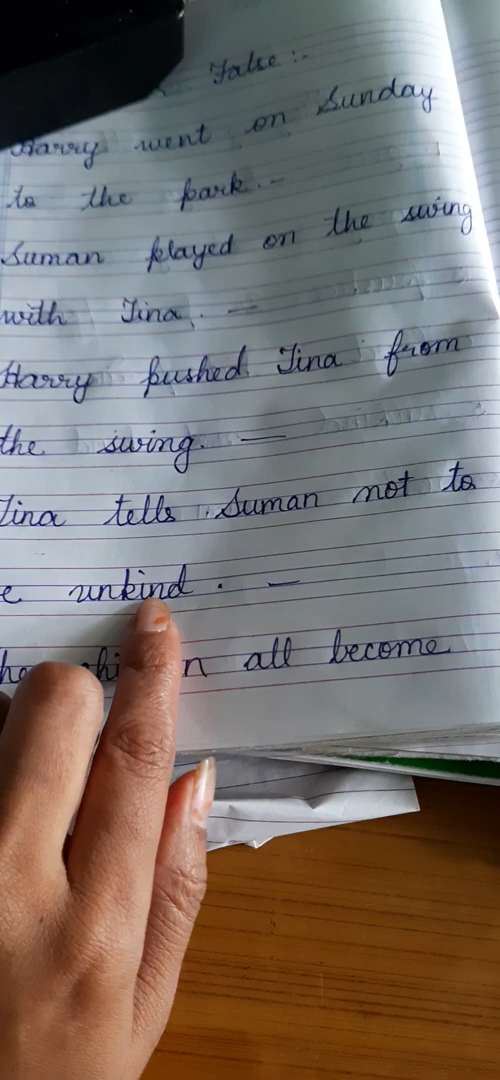 False :-
Harry went on Sunday
to the park. -
Suman played on the swing
with Tina. -
Harry pushed Tina from
the swing. -
Tina tells Suman not to
e unkind. -
all become